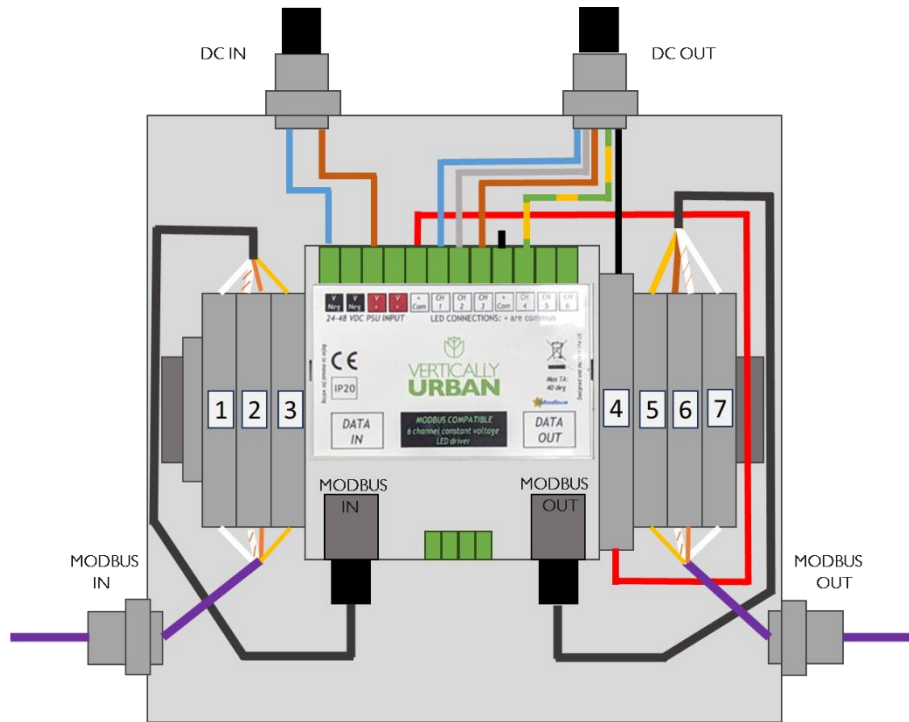 DC IN
DC OUT
V
Neg
V
Neg
V
+
V
+
+
Com
CH
1
CH
2
CH
3
+
Com
CH
4
CH
5
CH
6
24-48 VDC PSU INPUT
LED CONNECTIONS: + are common
CE
IP20
VERTICALLY
URBAN
Max TA:
40 deg
Modbus
DATA
IN
MODBUS COMPATIBLE
6 channel constant voltage
LED driver
DATA
OUT
1
2
3
4
5
6
7
MODBUS
IN
MODBUS
OUT
MODBUS
IN
MODBUS
OUT